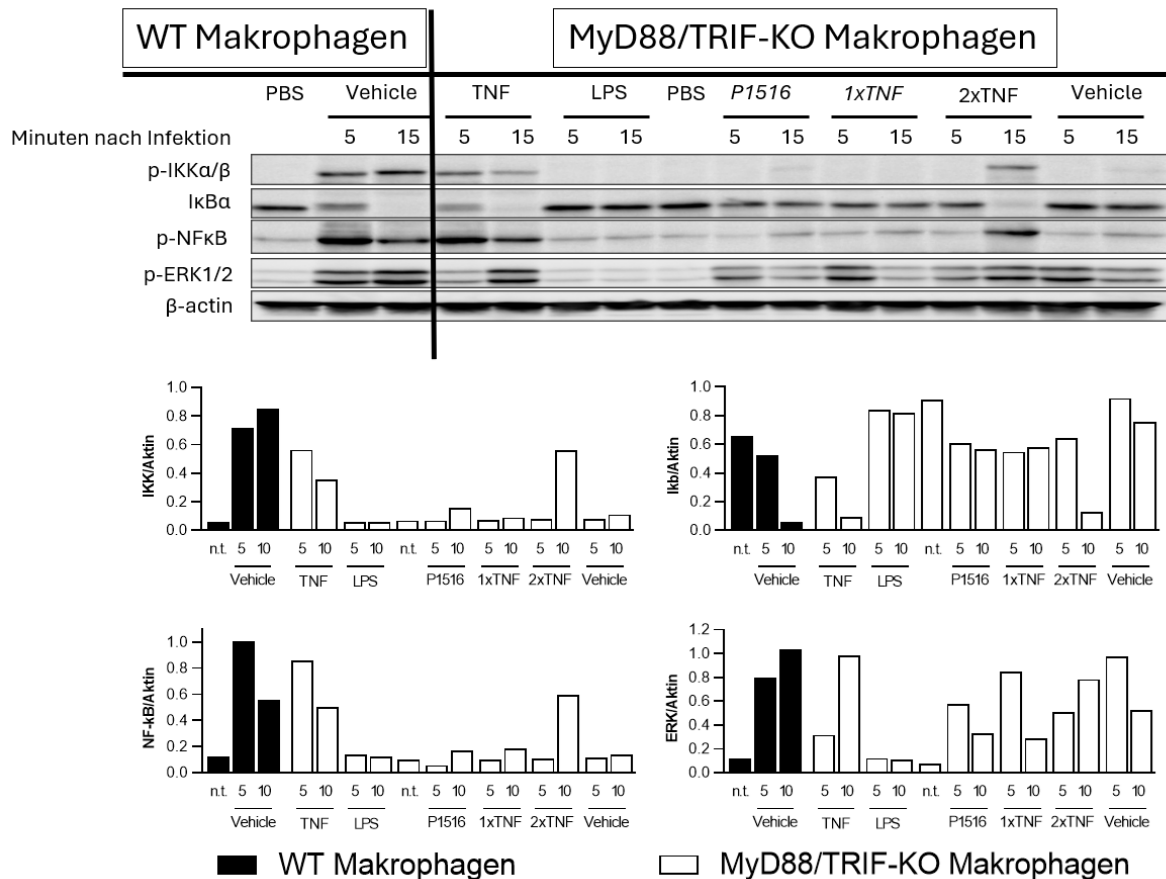 WT Makrophagen MyD88/TRIF-KO Makrophagen
PBS Vehicle TNF LPS PBS P1516 1xTNF 2xTNF Vehicle
Minuten nach Infektion 5 15 5 15 5 15 5 15 5 15 5 15 5 15
p-IKKα/β
IκBα
p-NFκB
p-ERK1/2
β-actin
IKK/Aktin
1.0
0.8
0.6
0.4
0.2
0.0
n.t. 5 10 5 10 5 10 n.t. 5 10 5 10 5 10 5 10
Vehicle TNF LPS P1516 1xTNF 2xTNF Vehicle
Ikb/Aktin
1.0
0.8
0.6
0.4
0.2
0.0
n.t. 5 10 5 10 5 10 n.t. 5 10 5 10 5 10 5 10
Vehicle TNF LPS P1516 1xTNF 2xTNF Vehicle
NF-kB/Aktin
1.0
0.8
0.6
0.4
0.2
0.0
n.t. 5 10 5 10 5 10 n.t. 5 10 5 10 5 10 5 10
Vehicle TNF LPS P1516 1xTNF 2xTNF Vehicle
ERK/Aktin
1.2
1.0
0.8
0.6
0.4
0.2
0.0
n.t. 5 10 5 10 5 10 n.t. 5 10 5 10 5 10 5 10
Vehicle TNF LPS P1516 1xTNF 2xTNF Vehicle
WT Makrophagen MyD88/TRIF-KO Makrophagen